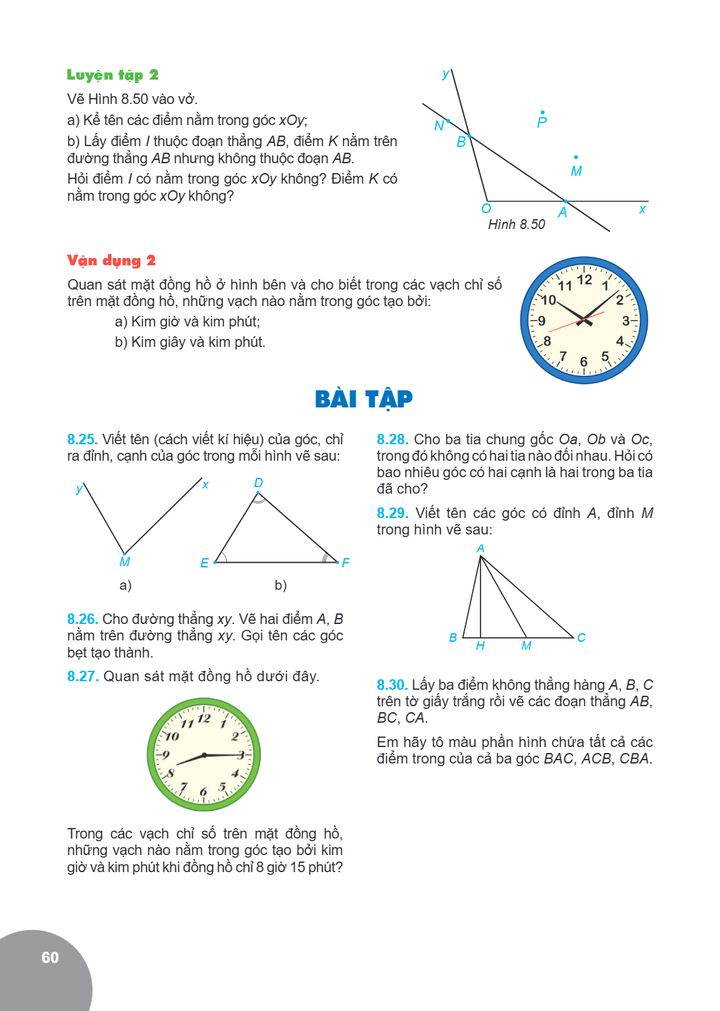 Luyện tập 2
Vẽ Hình 8.50 vào vở.
a) Kể tên các điểm nằm trong góc xOy;
b) Lấy điểm I thuộc đoạn thẳng AB, điểm K nằm trên
đường thẳng AB nhưng không thuộc đoạn AB.
Hỏi điểm I có nằm trong góc xOy không? Điểm K có
nằm trong góc xOy không?
y
N
B
P
M
O
A
x
Hình 8.50
Vận dụng 2
Quan sát mặt đồng hồ ở hình bên và cho biết trong các vạch chỉ số
trên mặt đồng hồ, những vạch nào nằm trong góc tạo bởi:
a) Kim giờ và kim phút;
b) Kim giây và kim phút.
12
1
2
3
4
5
6
7
8
9
10
11
BÀI TẬP
8.25. Viết tên (cách viết kí hiệu) của góc, chỉ
ra đỉnh, cạnh của góc trong mỗi hình vẽ sau:
y
x
M
a)
D
E
F
b)
8.26. Cho đường thẳng xy. Vẽ hai điểm A, B
nằm trên đường thẳng xy. Gọi tên các góc
bẹt tạo thành.
8.27. Quan sát mặt đồng hồ dưới đây.
12
1
2
3
4
5
6
7
8
9
10
11
Trong các vạch chỉ số trên mặt đồng hồ,
những vạch nào nằm trong góc tạo bởi kim
giờ và kim phút khi đồng hồ chỉ 8 giờ 15 phút?
8.28. Cho ba tia chung gốc Oa, Ob và Oc,
trong đó không có hai tia nào đối nhau. Hỏi có
bao nhiêu góc có hai cạnh là hai trong ba tia
đã cho?
8.29. Viết tên các góc có đỉnh A, đỉnh M
trong hình vẽ sau:
A
B
H
M
C
8.30. Lấy ba điểm không thẳng hàng A, B, C
trên tờ giấy trắng rồi vẽ các đoạn thẳng AB,
BC, CA.
Em hãy tô màu phần hình chứa tất cả các
điểm trong của cả ba góc BAC, ACB, CBA.
60